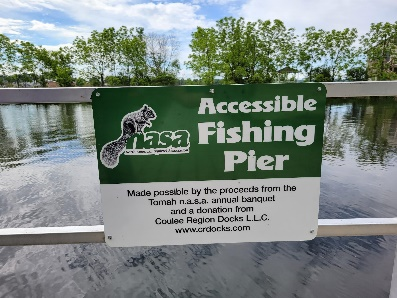 Accessible
Fishing
Pier
nasa
Made possible by the proceeds from the
Tomah n.a.s.a. annual banquet
and a donation from
Coulee Region Docks L.L.C.
www.crdocks.com